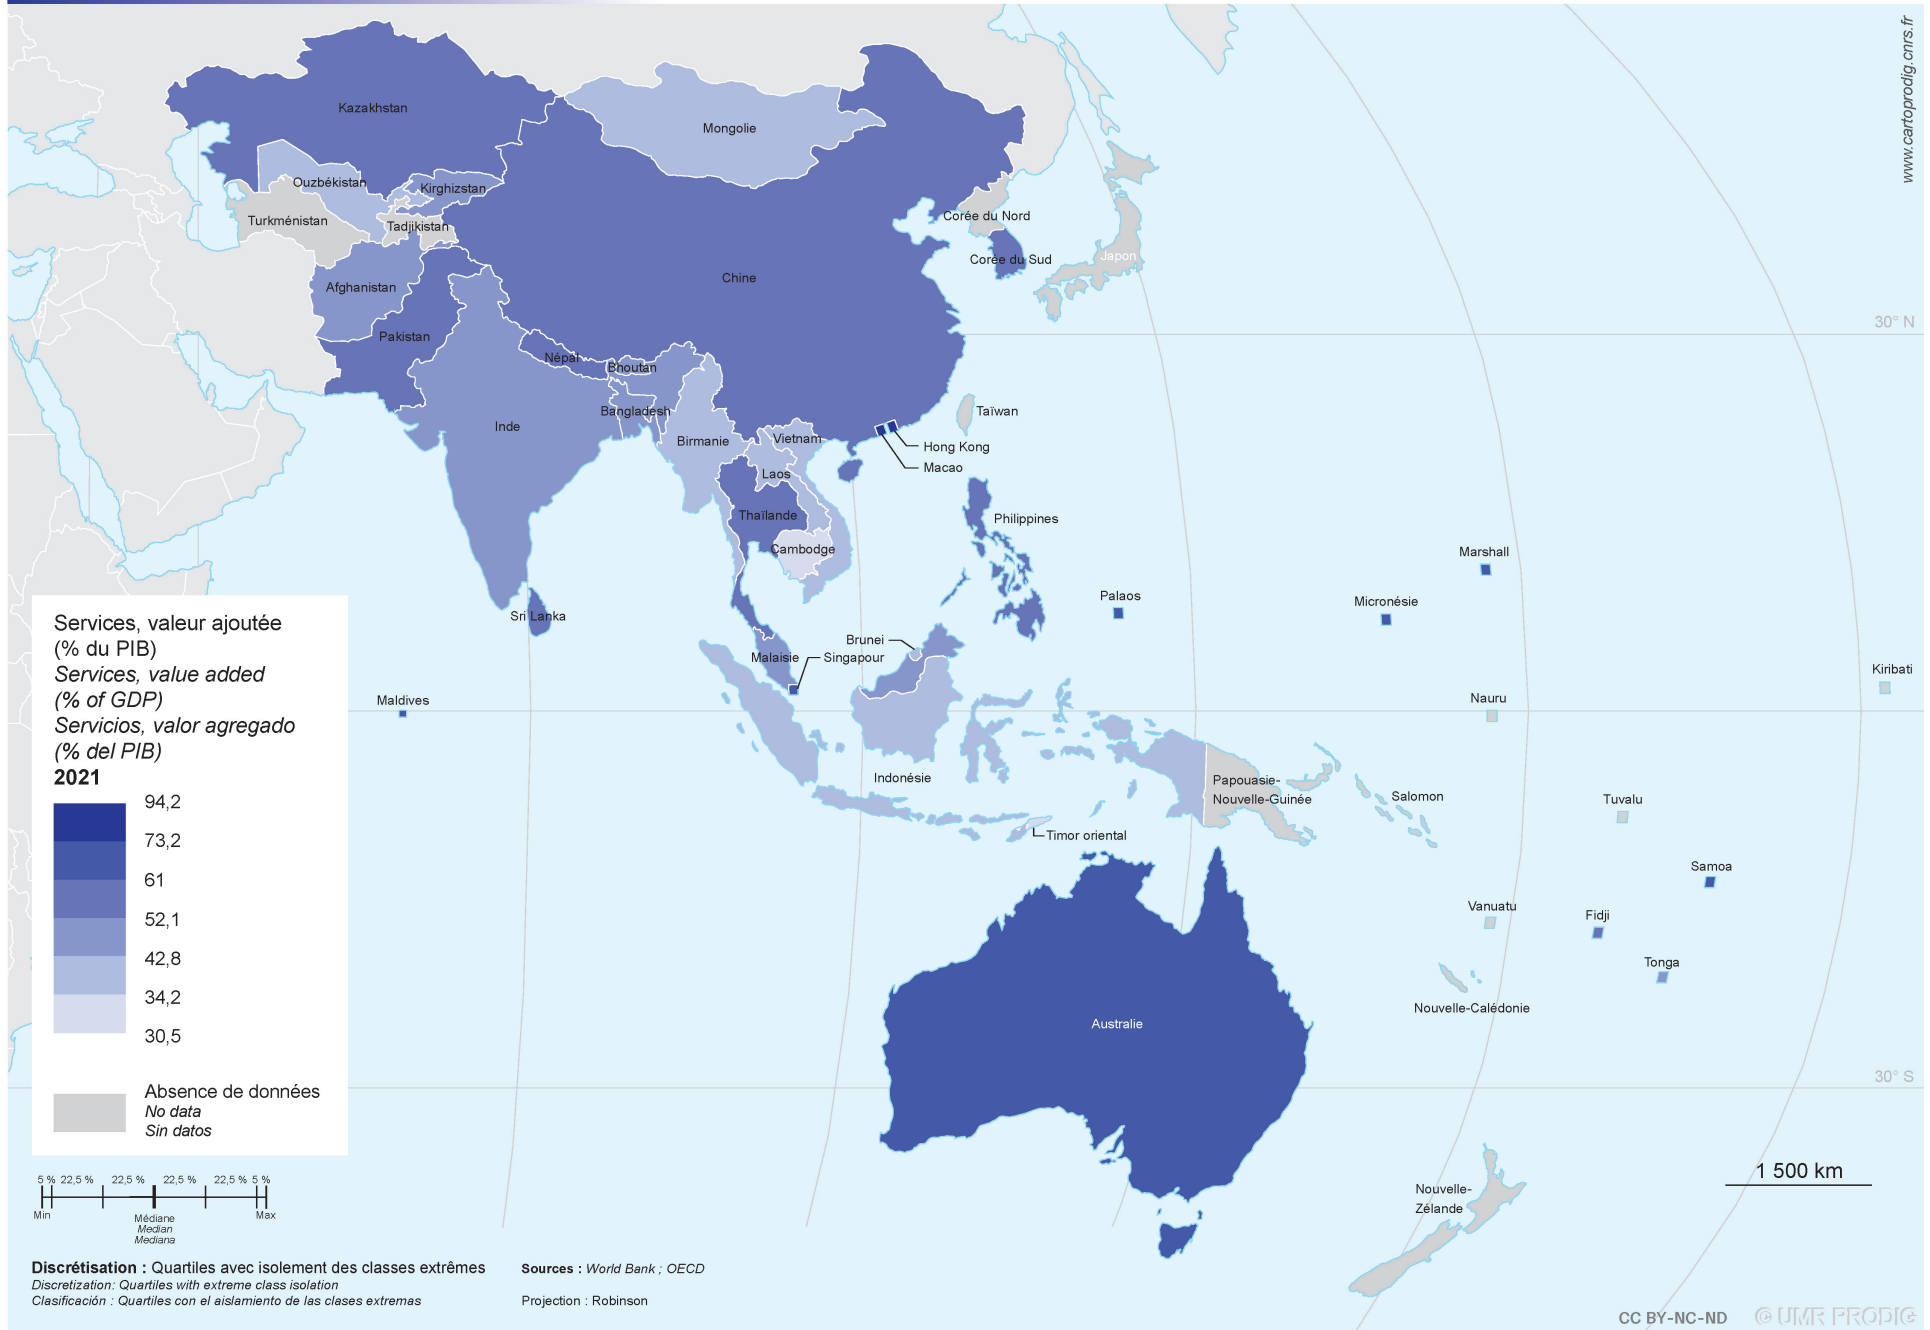 www.cartoprodig.cnrs.fr
Kazakhstan
Mongolie
Ouzbékistan
Kirghizstan
Turkménistan
Tadjikistan
Corée du Nord
Corée du Sud
Japon
Chine
Afghanistan
30° N
Pakistan
Népal
Bhoutan
Bangladesh
Taïwan
Inde
Birmanie
Vietnam
Hong Kong
Macao
Laos
Thaïlande
Philippines
Cambodge
Marshall
Palaos
Micronésie
Sri Lanka
Brunei
Malaisie
Singapour
Kiribati
Maldives
Nauru
Indonésie
Papouasie-
Nouvelle-Guinée
Salomon
Tuvalu
Timor oriental
Samoa
Vanuatu
Fidji
Tonga
Nouvelle-Calédonie
Australie
30° S
Nouvelle-
Zélande
1 500 km
Services, valeur ajoutée
(% du PIB)
Services, value added
(% of GDP)
Servicios, valor agregado
(% del PIB)
2021
94,2
73,2
61
52,1
42,8
34,2
30,5
Absence de données
No data
Sin datos
5 % 22,5 % 22,5 % 22,5 % 22,5 % 5 %
Min Max
Médiane
Median
Mediana
Discrétisation : Quartiles avec isolement des classes extrêmes
Discretization: Quartiles with extreme class isolation
Clasificación : Quartiles con el aislamiento de las clases extremas
Sources : World Bank ; OECD
Projection : Robinson
CC BY-NC-ND © UMR PRODIG